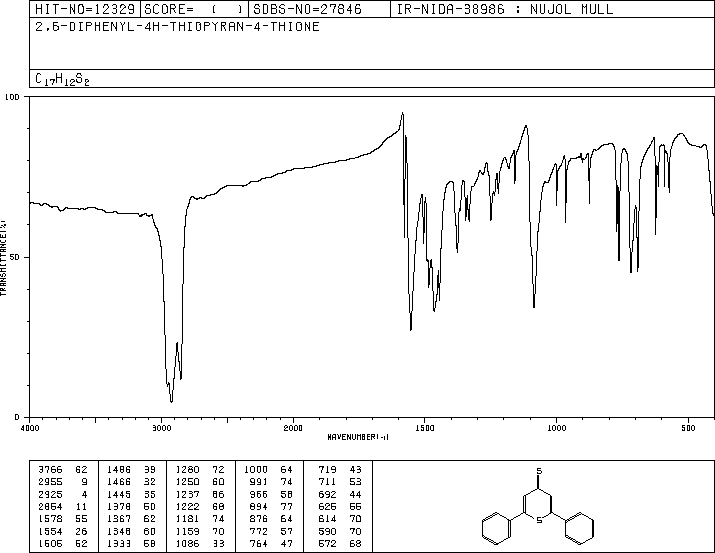 HIT-NO=12329 SCORE= ( ) SDBS-NO=27846 IR-NIDA-38986 : NUJOL MULL
2,6-DIPHENYL-4H-THIOPYRAN-4-THIONE
C17H12S2
100
50
0
TRANSMITTANCE(%)
4000 3000 2000 1500 1000 500
WAVENUMBER(-1)
3766 62 1486 39 1280 72 1000 64 719 43
2955 9 1466 32 1250 60 991 74 711 53
2925 4 1445 35 1237 66 966 58 692 44
2854 11 1378 50 1222 68 894 77 625 55
1578 55 1367 62 1181 74 876 64 614 70
1554 26 1348 60 1159 70 772 57 590 70
1505 52 1333 58 1086 33 764 47 572 68
S
S